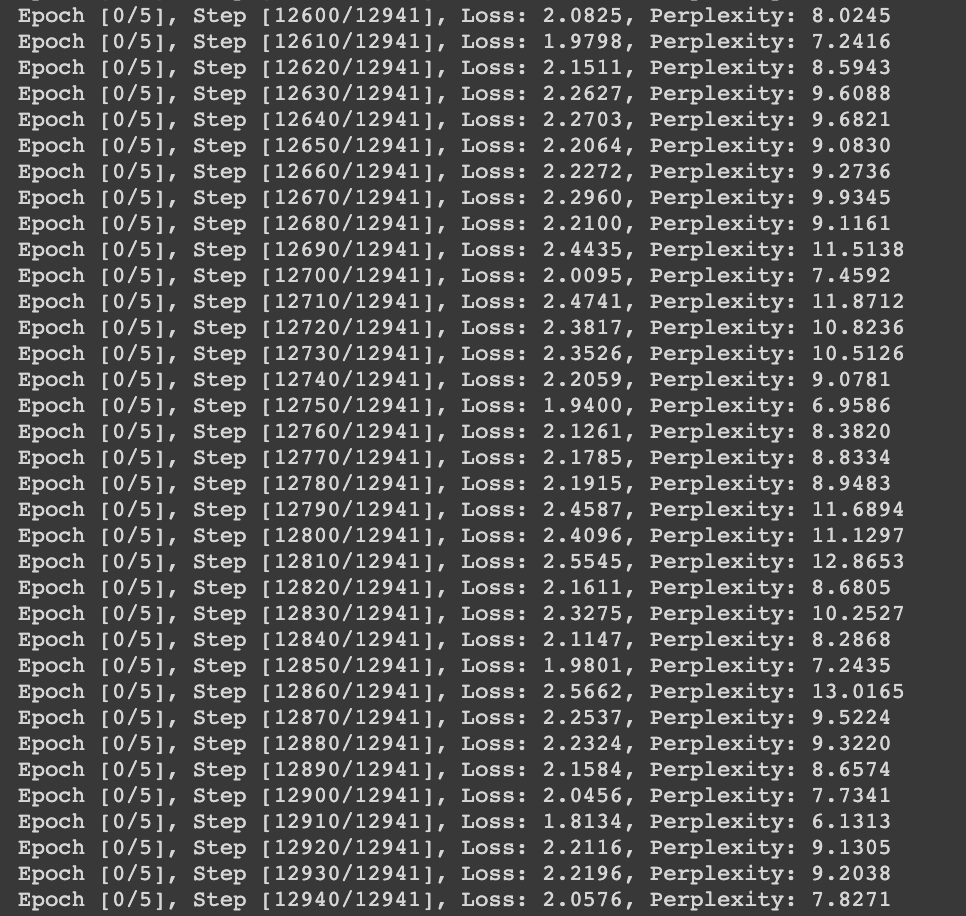 Epoch [0/5], Step [12600/12941], Loss: 2.0825, Perplexity: 8.0245
Epoch [0/5], Step [12610/12941], Loss: 1.9798, Perplexity: 7.2416
Epoch [0/5], Step [12620/12941], Loss: 2.1511, Perplexity: 8.5943
Epoch [0/5], Step [12630/12941], Loss: 2.2627, Perplexity: 9.6088
Epoch [0/5], Step [12640/12941], Loss: 2.2703, Perplexity: 9.6821
Epoch [0/5], Step [12650/12941], Loss: 2.2064, Perplexity: 9.0830
Epoch [0/5], Step [12660/12941], Loss: 2.2272, Perplexity: 9.2736
Epoch [0/5], Step [12670/12941], Loss: 2.2960, Perplexity: 9.9345
Epoch [0/5], Step [12680/12941], Loss: 2.2100, Perplexity: 9.1161
Epoch [0/5], Step [12690/12941], Loss: 2.4435, Perplexity: 11.5138
Epoch [0/5], Step [12700/12941], Loss: 2.0095, Perplexity: 7.4592
Epoch [0/5], Step [12710/12941], Loss: 2.4741, Perplexity: 11.8712
Epoch [0/5], Step [12720/12941], Loss: 2.3817, Perplexity: 10.8236
Epoch [0/5], Step [12730/12941], Loss: 2.3526, Perplexity: 10.5126
Epoch [0/5], Step [12740/12941], Loss: 2.2059, Perplexity: 9.0781
Epoch [0/5], Step [12750/12941], Loss: 1.9400, Perplexity: 6.9586
Epoch [0/5], Step [12760/12941], Loss: 2.1261, Perplexity: 8.3820
Epoch [0/5], Step [12770/12941], Loss: 2.1785, Perplexity: 8.8334
Epoch [0/5], Step [12780/12941], Loss: 2.1915, Perplexity: 8.9483
Epoch [0/5], Step [12790/12941], Loss: 2.4587, Perplexity: 11.6894
Epoch [0/5], Step [12800/12941], Loss: 2.4096, Perplexity: 11.1297
Epoch [0/5], Step [12810/12941], Loss: 2.5545, Perplexity: 12.8653
Epoch [0/5], Step [12820/12941], Loss: 2.1611, Perplexity: 8.6805
Epoch [0/5], Step [12830/12941], Loss: 2.3275, Perplexity: 10.2527
Epoch [0/5], Step [12840/12941], Loss: 2.1147, Perplexity: 8.2868
Epoch [0/5], Step [12850/12941], Loss: 1.9801, Perplexity: 7.2435
Epoch [0/5], Step [12860/12941], Loss: 2.5662, Perplexity: 13.0165
Epoch [0/5], Step [12870/12941], Loss: 2.2537, Perplexity: 9.5224
Epoch [0/5], Step [12880/12941], Loss: 2.2324, Perplexity: 9.3220
Epoch [0/5], Step [12890/12941], Loss: 2.1584, Perplexity: 8.6574
Epoch [0/5], Step [12900/12941], Loss: 2.0456, Perplexity: 7.7341
Epoch [0/5], Step [12910/12941], Loss: 1.8134, Perplexity: 6.1313
Epoch [0/5], Step [12920/12941], Loss: 2.2116, Perplexity: 9.1305
Epoch [0/5], Step [12930/12941], Loss: 2.2196, Perplexity: 9.2038
Epoch [0/5], Step [12940/12941], Loss: 2.0576, Perplexity: 7.8271